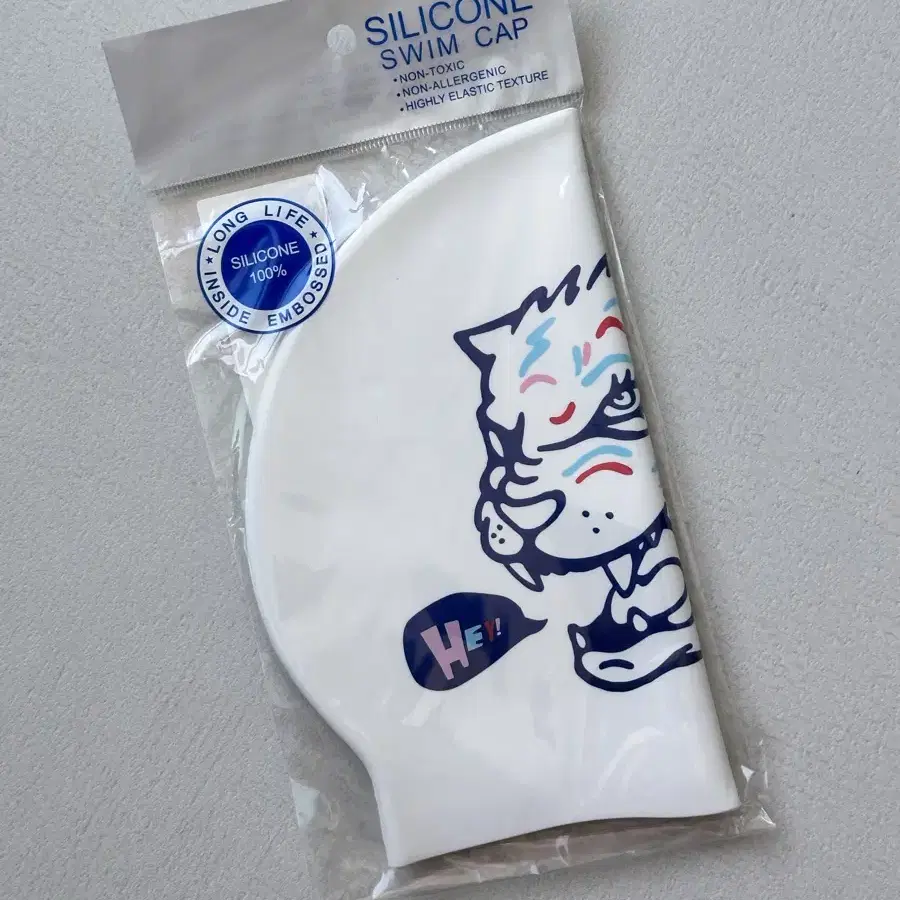 SILICONE
SWIM CAP
•NON-TOXIC
•NON-ALLERGENIC
•HIGHLY ELASTIC TEXTURE
★ LONG LIFE ★
SILICONE
100%
INSIDE EMBOSSED
HEY!